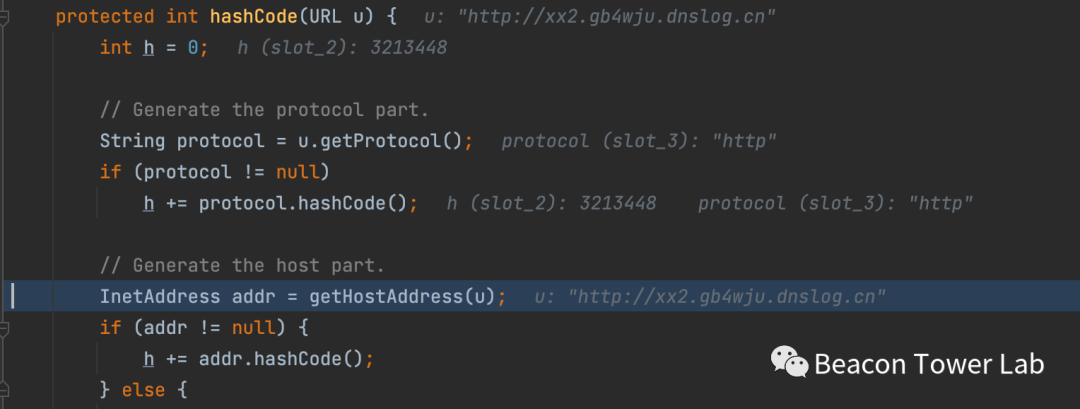 protected int hashCode(URL u) {  u: "http://xx2.gb4wju.dnslog.cn"
    int h = 0;  h (slot_2): 3213448
    // Generate the protocol part.
    String protocol = u.getProtocol();  protocol (slot_3): "http"
    if (protocol != null)
        h += protocol.hashCode();  h (slot_2): 3213448    protocol (slot_3): "http"
    // Generate the host part.
    InetAddress addr = getHostAddress(u);  u: "http://xx2.gb4wju.dnslog.cn"
    if (addr != null) {
        h += addr.hashCode();
    } else {
Beacon Tower Lab